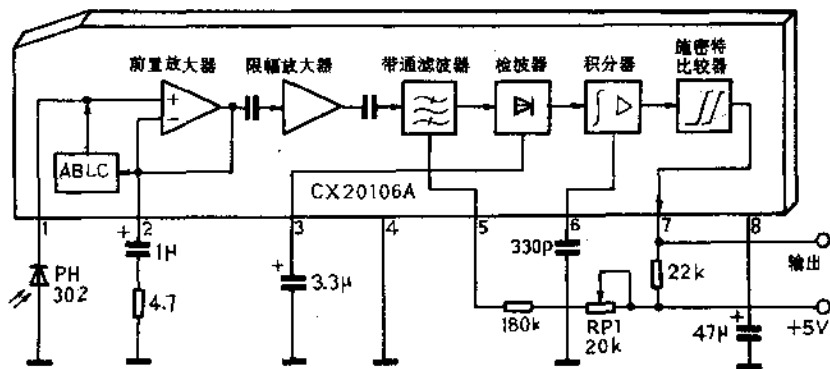 前置放大器
限幅放大器
带通滤波器
检波器
积分器
施密特
比较器
+
−
ABLC
CX20106A
1
2
3
4
5
6
7
8
+
1μ
PH
302
4.7
+
3.3μ
330p
180k
RP1
20k
22k
输出
+5V
+
47μ